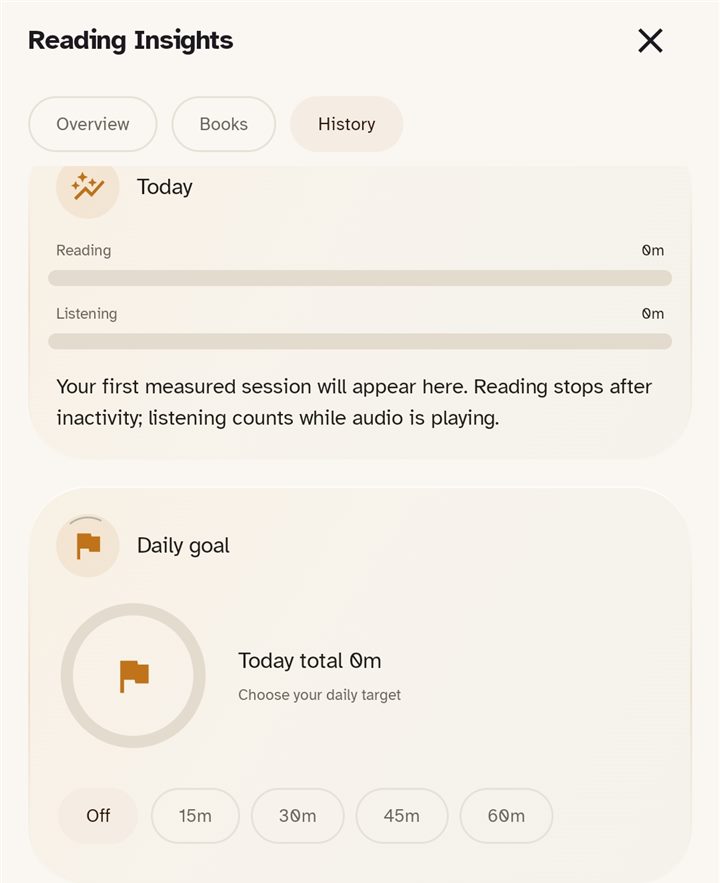 Reading Insights
Overview
Books
History
Today
Reading 0m
Listening 0m
Your first measured session will appear here. Reading stops after
inactivity; listening counts while audio is playing.
Daily goal
Today total 0m
Choose your daily target
Off
15m
30m
45m
60m